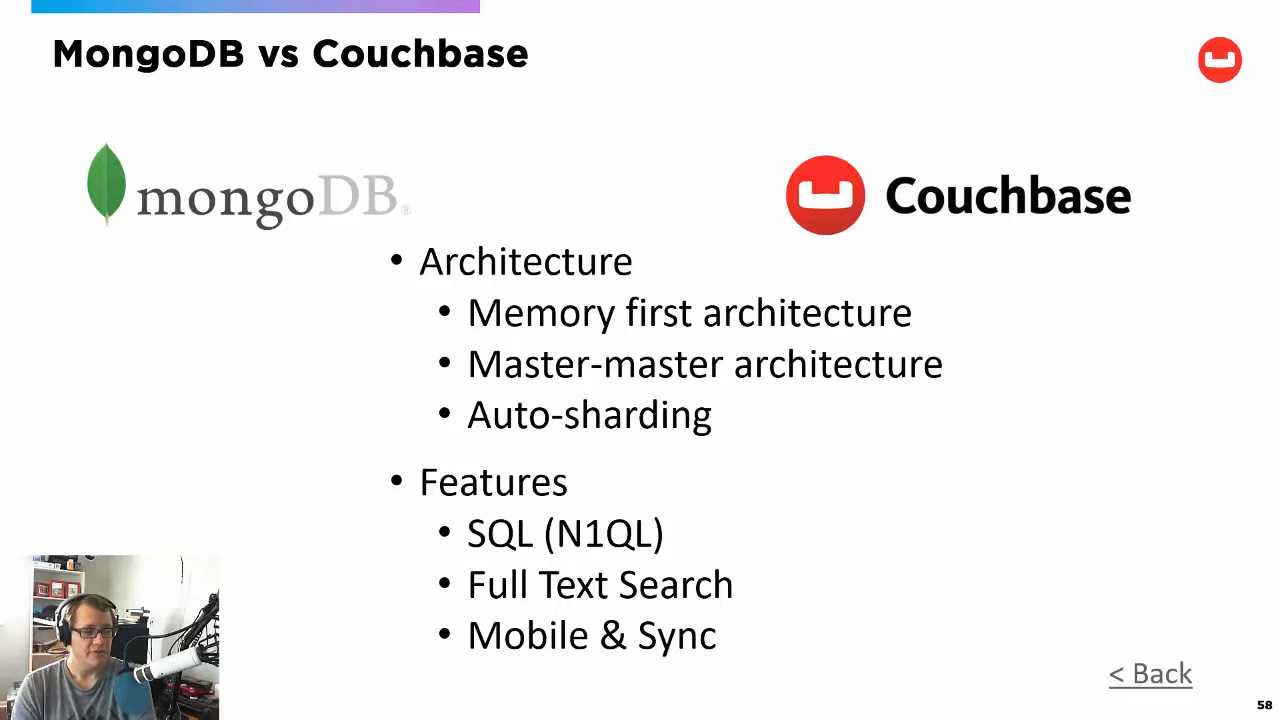 MongoDB vs Couchbase
mongoDB®
Couchbase
• Architecture
• Memory first architecture
• Master-master architecture
• Auto-sharding
• Features
• SQL (N1QL)
• Full Text Search
• Mobile & Sync
< Back
58